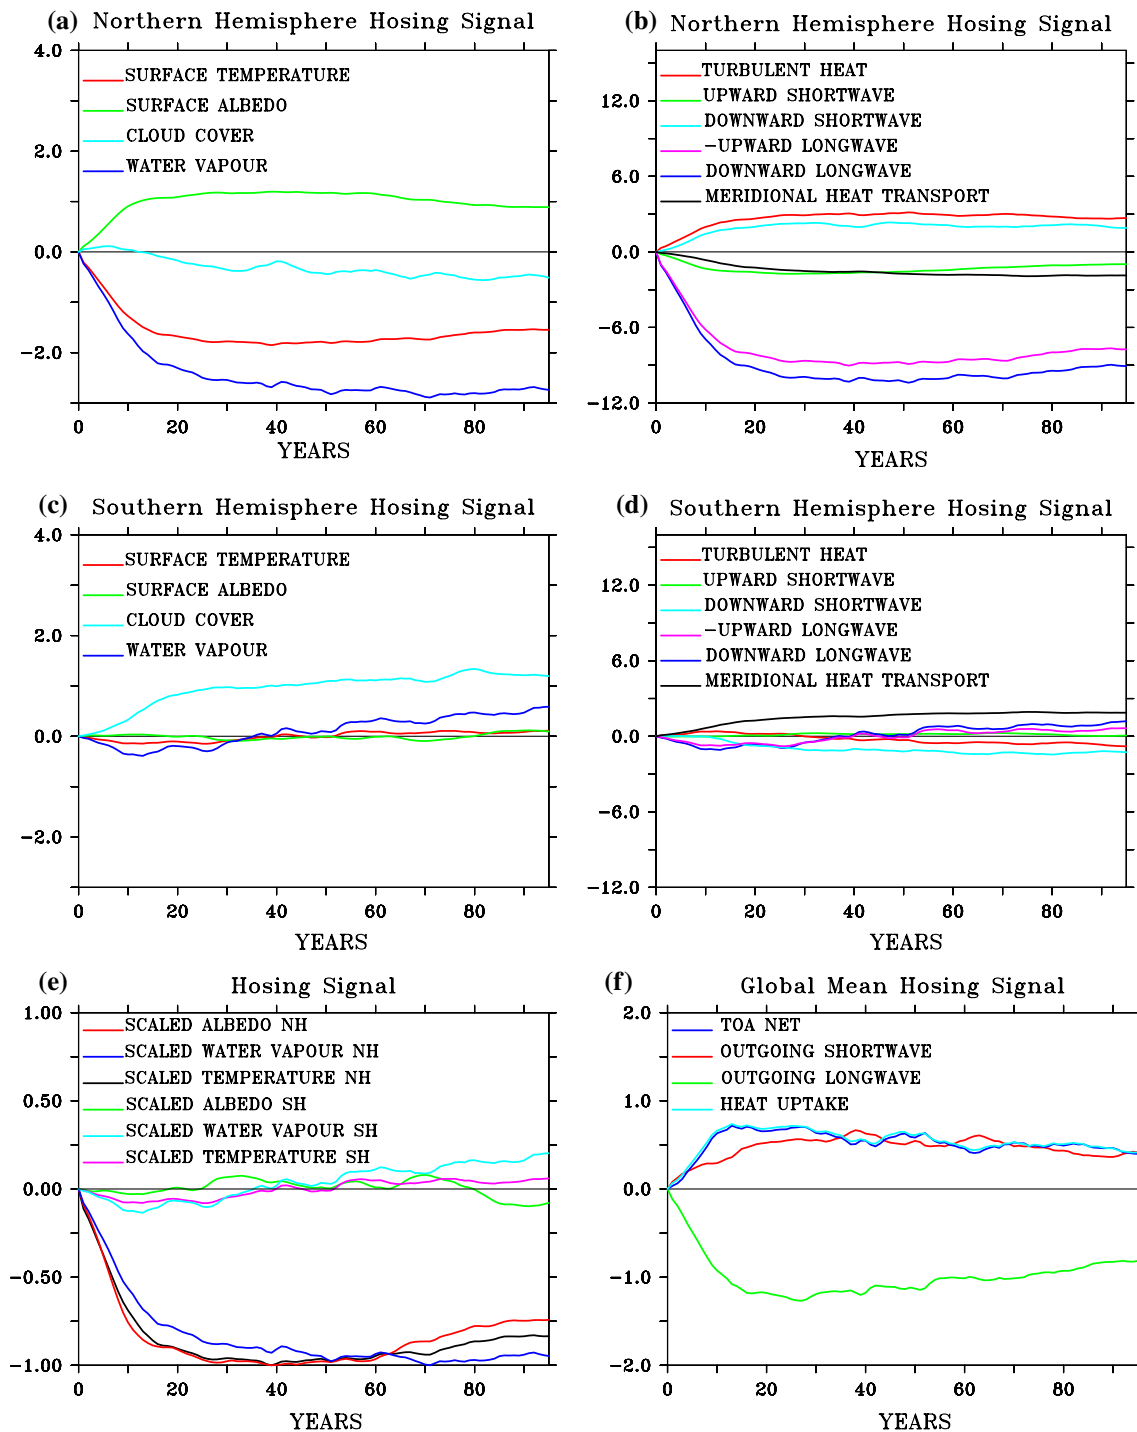 (a) Northern Hemisphere Hosing Signal
4.0
2.0
0.0
-2.0
SURFACE TEMPERATURE
SURFACE ALBEDO
CLOUD COVER
WATER VAPOUR
0 20 40 60 80
YEARS
(b) Northern Hemisphere Hosing Signal
12.0
6.0
0.0
-6.0
-12.0
TURBULENT HEAT
UPWARD SHORTWAVE
DOWNWARD SHORTWAVE
-UPWARD LONGWAVE
DOWNWARD LONGWAVE
MERIDIONAL HEAT TRANSPORT
0 20 40 60 80
YEARS
(c) Southern Hemisphere Hosing Signal
4.0
2.0
0.0
-2.0
SURFACE TEMPERATURE
SURFACE ALBEDO
CLOUD COVER
WATER VAPOUR
0 20 40 60 80
YEARS
(d) Southern Hemisphere Hosing Signal
12.0
6.0
0.0
-6.0
-12.0
TURBULENT HEAT
UPWARD SHORTWAVE
DOWNWARD SHORTWAVE
-UPWARD LONGWAVE
DOWNWARD LONGWAVE
MERIDIONAL HEAT TRANSPORT
0 20 40 60 80
YEARS
(e) Hosing Signal
1.00
0.50
0.00
-0.50
-1.00
SCALED ALBEDO NH
SCALED WATER VAPOUR NH
SCALED TEMPERATURE NH
SCALED ALBEDO SH
SCALED WATER VAPOUR SH
SCALED TEMPERATURE SH
0 20 40 60 80
YEARS
(f) Global Mean Hosing Signal
2.0
1.0
0.0
-1.0
-2.0
TOA NET
OUTGOING SHORTWAVE
OUTGOING LONGWAVE
HEAT UPTAKE
0 20 40 60 80
YEARS